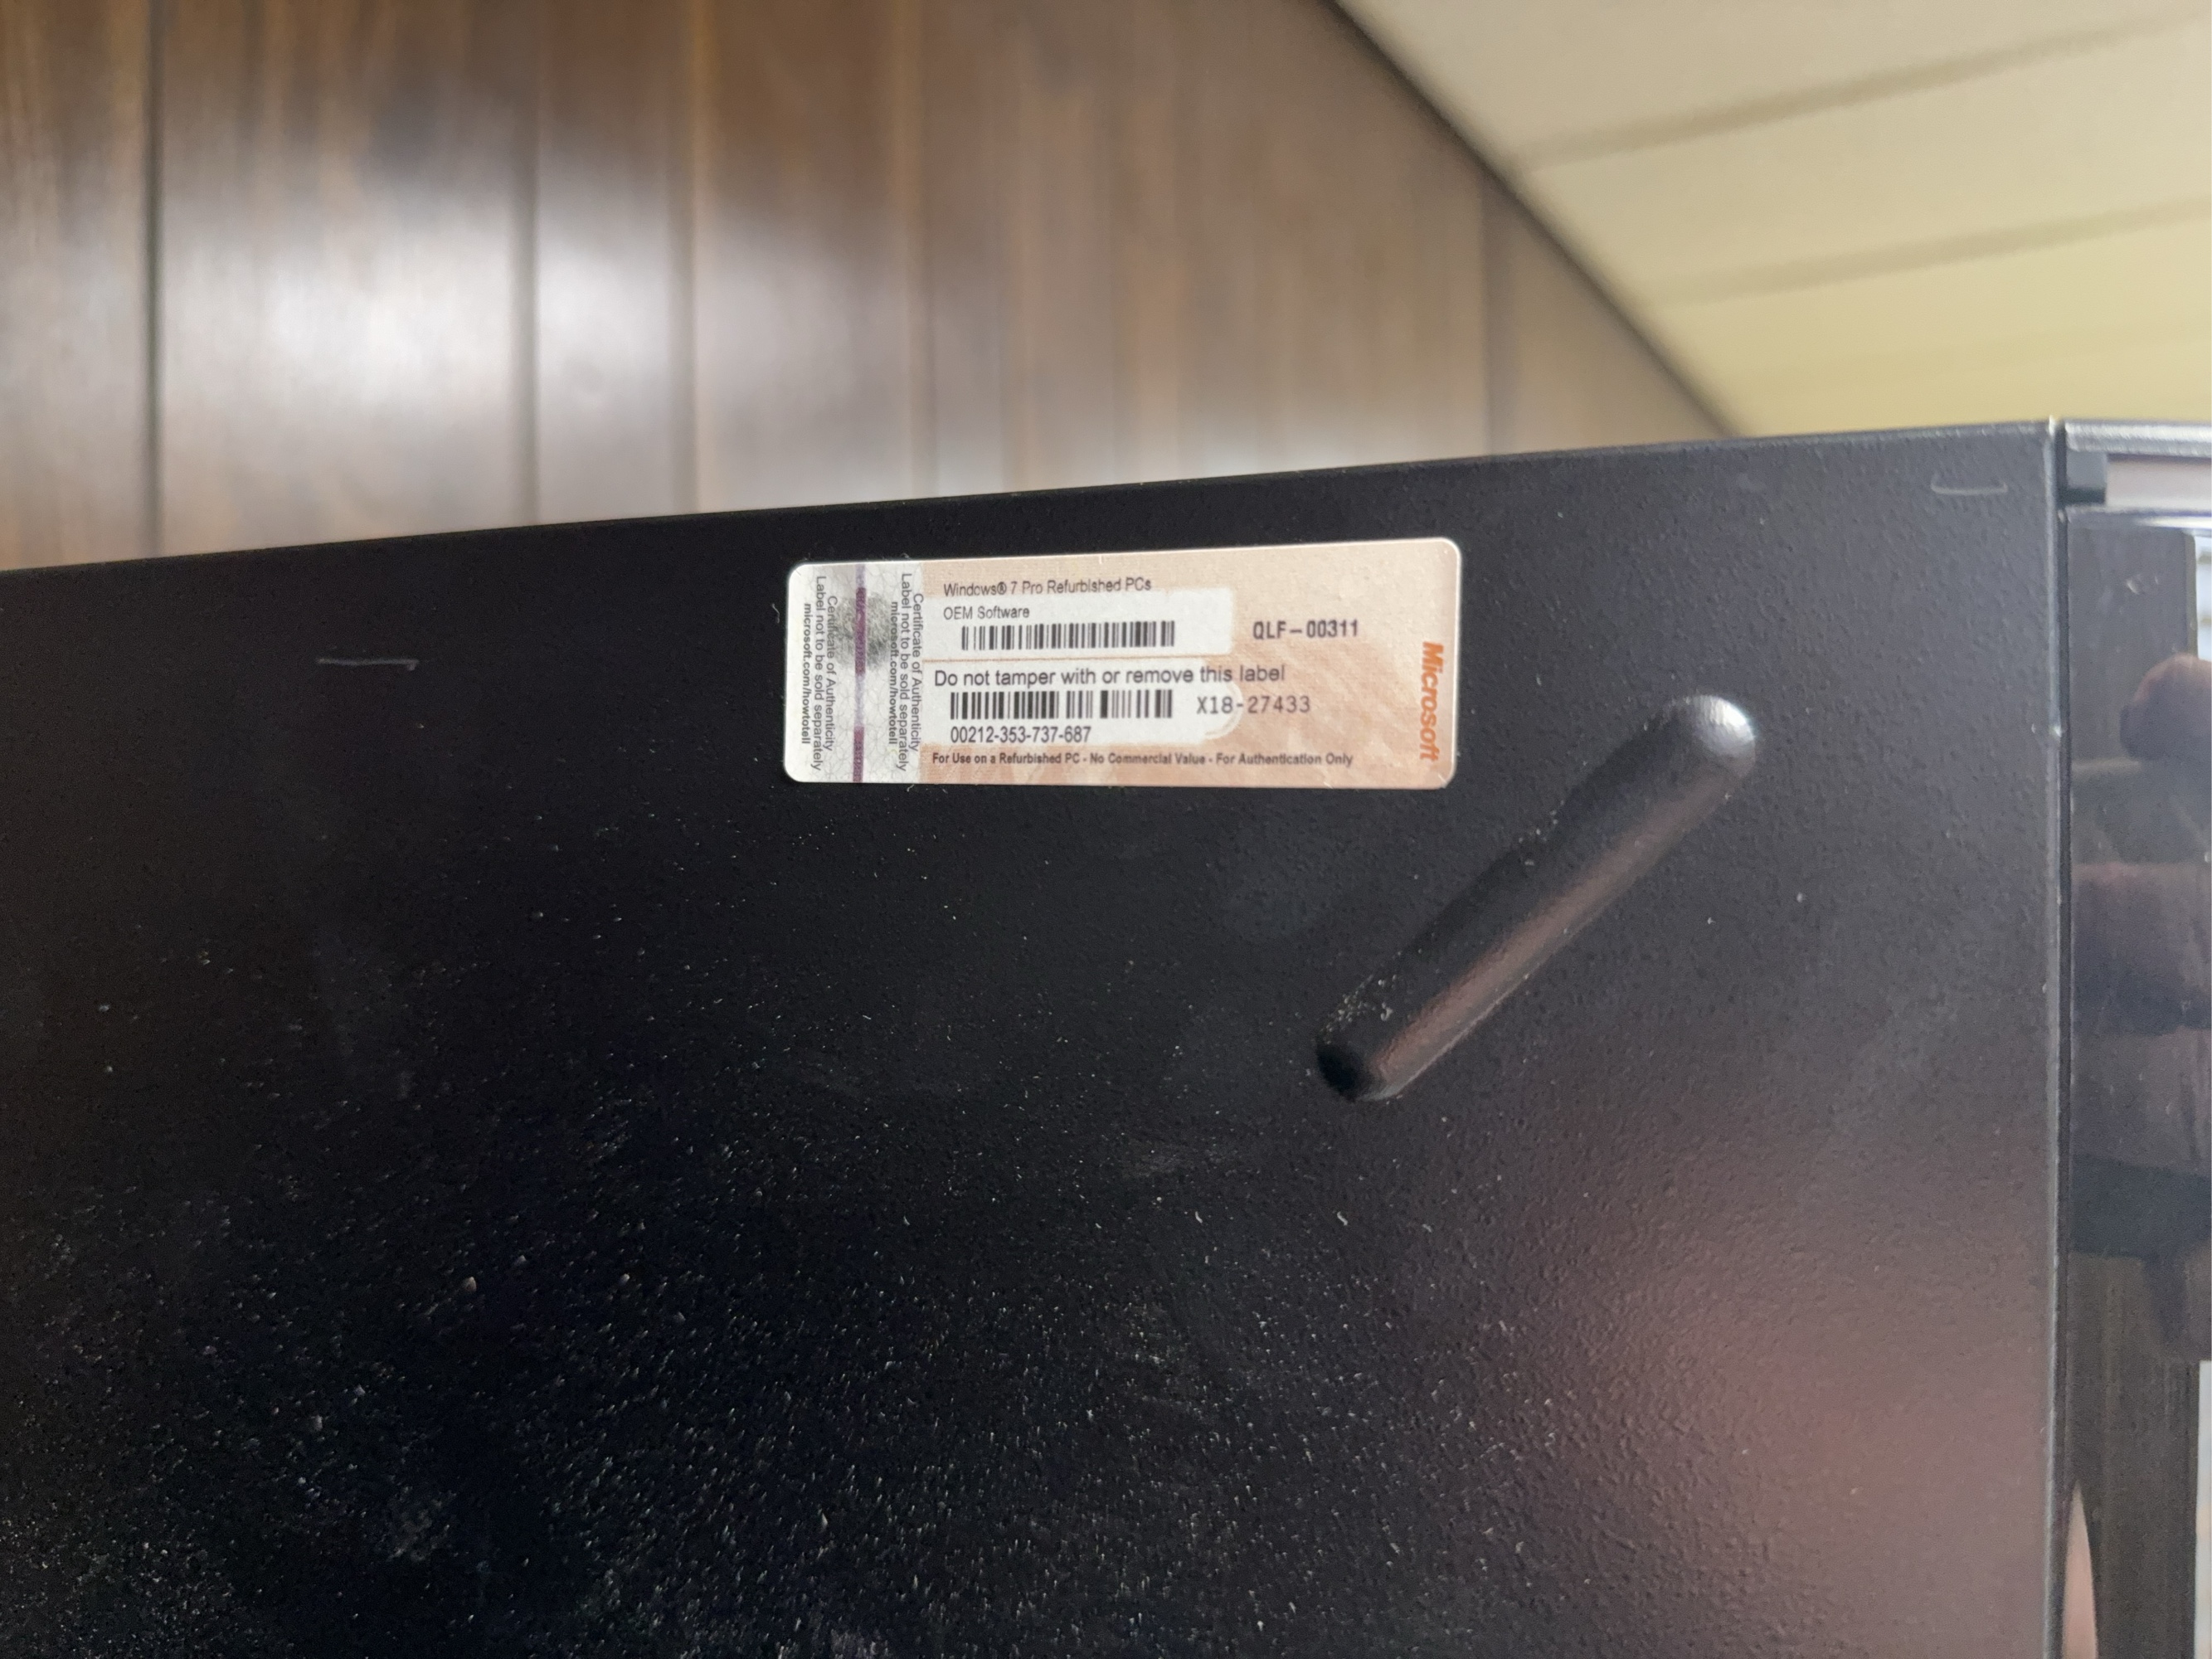 Windows® 7 Pro Refurbished PCs
OEM Software
QLF-00311
Do not tamper with or remove this label
X18-27433
00212-353-737-687
For Use on a Refurbished PC - No Commercial Value - For Authentication Only
Microsoft
Certificate of Authenticity
Label not to be sold separately
microsoft.com/howtotell
Certificate of Authenticity
Label not to be sold separately
microsoft.com/howtotell